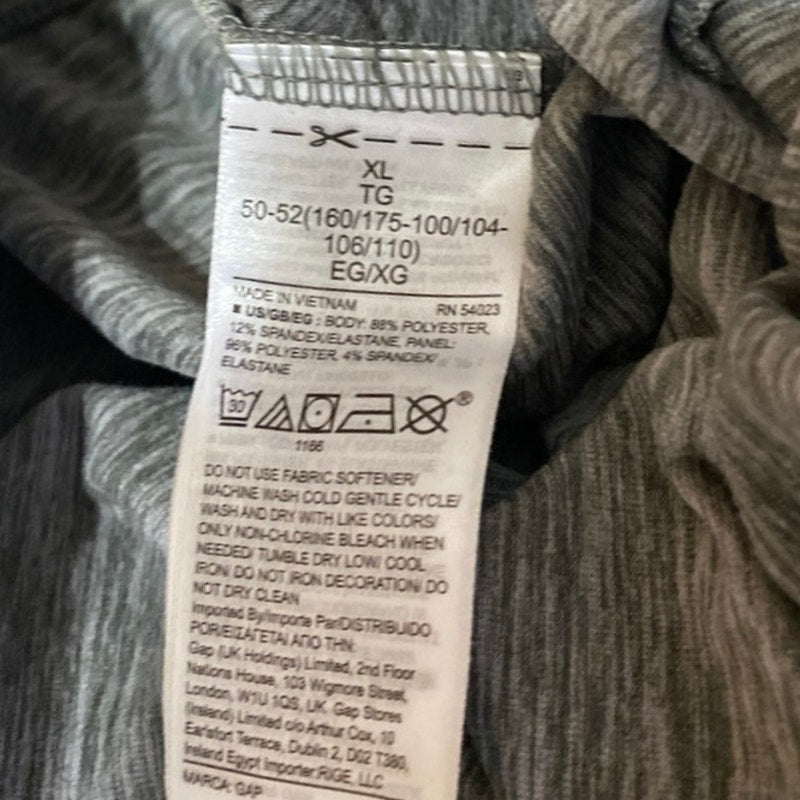 XL
TG
50-52(160/175-100/104-
106/110)
EG/XG
MADE IN VIETNAM RN 54023
US/GB/EG : BODY: 88% POLYESTER,
12% SPANDEX/ELASTANE, PANEL:
96% POLYESTER, 4% SPANDEX/
ELASTANE
30 ®
1166
DO NOT USE FABRIC SOFTENER/
MACHINE WASH COLD GENTLE CYCLE/
WASH AND DRY WITH LIKE COLORS/
ONLY NON-CHLORINE BLEACH WHEN
NEEDED/ TUMBLE DRY LOW/ COOL
IRON/ DO NOT IRON DECORATION/ DO
NOT DRY CLEAN
Imported By/Importe Par/DISTRIBUIDO
POR/ΕΙΣΑΓΕΤΑΙ ΑΠΟ ΤΗΝ:
Gap (UK Holdings) Limited, 2nd Floor
Nations House, 103 Wigmore Street,
London, W1U 1QS, UK. Gap Stores
(Ireland) Limited c/o Arthur Cox, 10
Earlsfort Terrace, Dublin 2, D02 T380,
Ireland Egypt Importer:RIGE, LLC
MARCA: GAP